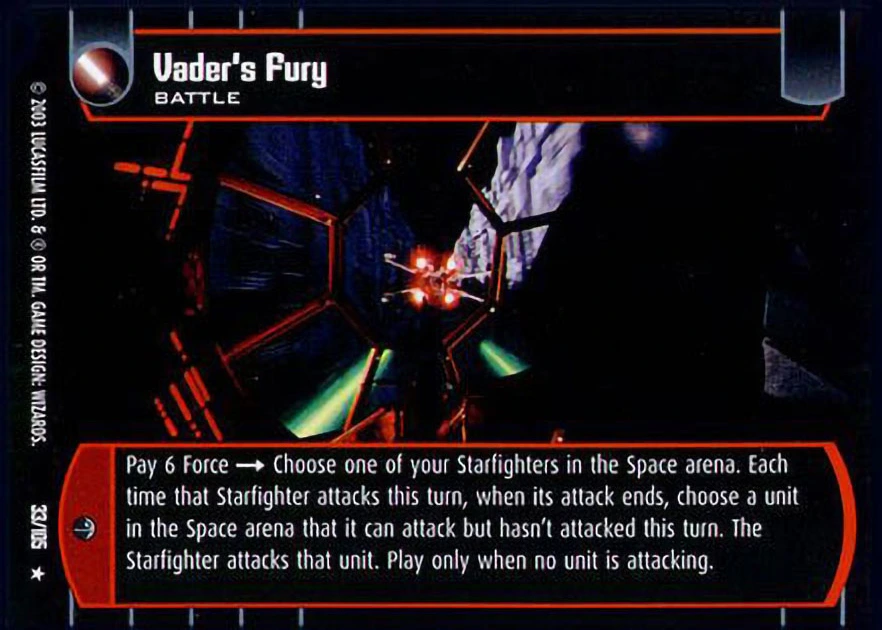 Vader's Fury
BATTLE
Pay 6 Force → Choose one of your Starfighters in the Space arena. Each
time that Starfighter attacks this turn, when its attack ends, choose a unit
in the Space arena that it can attack but hasn't attacked this turn. The
Starfighter attacks that unit. Play only when no unit is attacking.
© 2003 LUCASFILM LTD. & ® OR TM. GAME DESIGN: WIZARDS.
33/105 ★